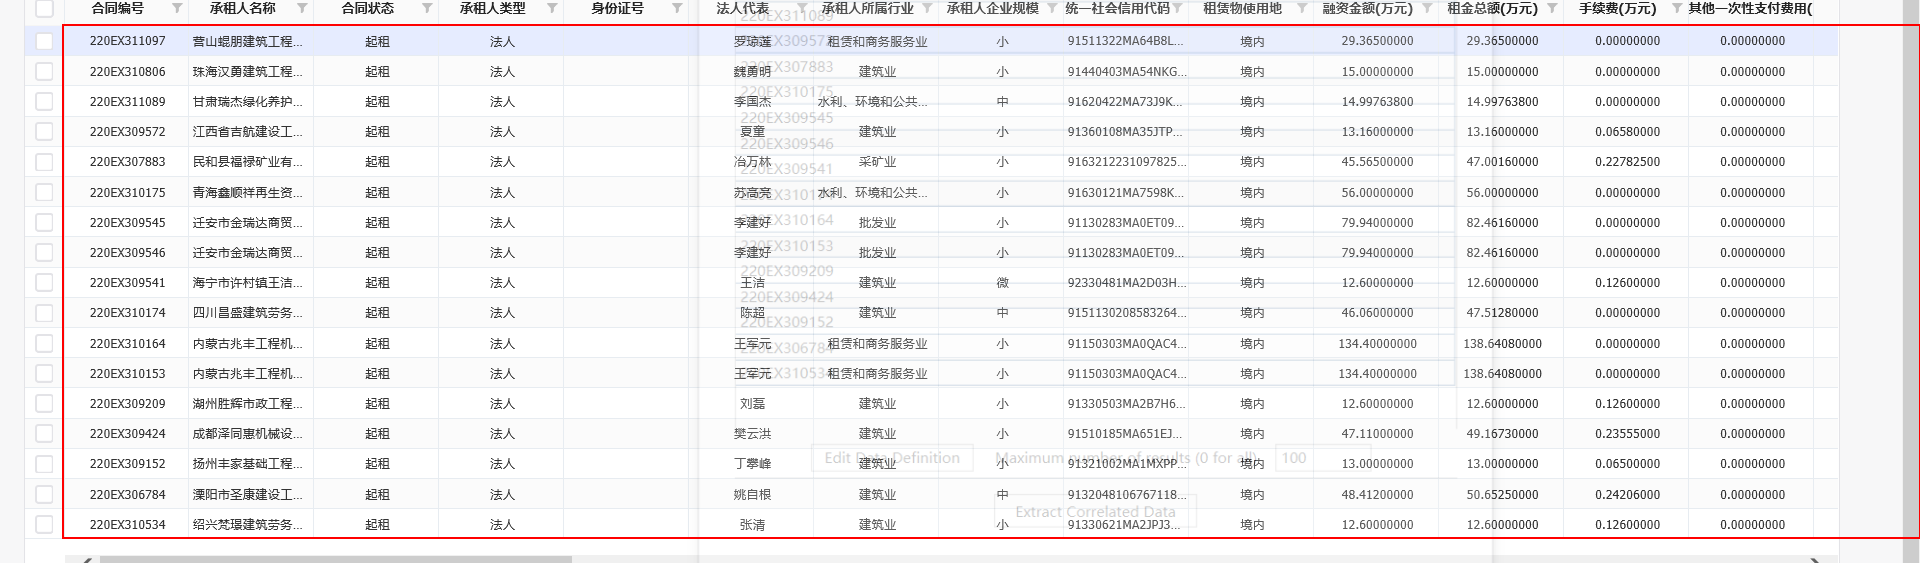 合同编号 承租人名称 合同状态 承租人类型 身份证号 法人代表 承租人所属行业 承租人企业规模 统一社会信用代码 租赁物使用地 融资金额(万元) 租金总额(万元) 手续费(万元) 其他一次性支付费用(
220EX311097 营山崐朋建筑工程... 起租 法人 罗琼莲 租赁和商务服务业 小 91511322MA64B8L... 境内 29.36500000 29.36500000 0.00000000 0.00000000
220EX310806 珠海汉勇建筑工程... 起租 法人 魏勇明 建筑业 小 91440403MA54NKG... 境内 15.00000000 15.00000000 0.00000000 0.00000000
220EX311089 甘肃瑞杰绿化养护... 起租 法人 李国杰 水利、环境和公共... 中 91620422MA73J9K... 境内 14.99763800 14.99763800 0.00000000 0.00000000
220EX309572 江西省吉航建设工... 起租 法人 夏童 建筑业 小 91360108MA35JTP... 境内 13.16000000 13.16000000 0.06580000 0.00000000
220EX307883 民和县福禄矿业有... 起租 法人 冶万林 采矿业 小 9163212231097825... 境内 45.56500000 47.00160000 0.22782500 0.00000000
220EX310175 青海鑫顺祥再生资... 起租 法人 苏高亮 水利、环境和公共... 小 91630121MA7598K... 境内 56.00000000 56.00000000 0.00000000 0.00000000
220EX309545 迁安市金瑞达商贸... 起租 法人 李建好 批发业 小 91130283MA0ET09... 境内 79.94000000 82.46160000 0.00000000 0.00000000
220EX309546 迁安市金瑞达商贸... 起租 法人 李建好 批发业 小 91130283MA0ET09... 境内 79.94000000 82.46160000 0.00000000 0.00000000
220EX309541 海宁市许村镇王洁... 起租 法人 王洁 建筑业 微 92330481MA2D03H... 境内 12.60000000 12.60000000 0.12600000 0.00000000
220EX310174 四川昌盛建筑劳务... 起租 法人 陈超 建筑业 中 9151130208583264... 境内 46.06000000 47.51280000 0.00000000 0.00000000
220EX310164 内蒙古兆丰工程机... 起租 法人 王军元 租赁和商务服务业 小 91150303MA0QAC4... 境内 134.40000000 138.64080000 0.00000000 0.00000000
220EX310153 内蒙古兆丰工程机... 起租 法人 王军元 租赁和商务服务业 小 91150303MA0QAC4... 境内 134.40000000 138.64080000 0.00000000 0.00000000
220EX309209 湖州胜辉市政工程... 起租 法人 刘磊 建筑业 小 91330503MA2B7H6... 境内 12.60000000 12.60000000 0.12600000 0.00000000
220EX309424 成都泽同惠机械设... 起租 法人 樊云洪 建筑业 小 91510185MA651EJ... 境内 47.11000000 49.16730000 0.23555000 0.00000000
220EX309152 扬州丰家基础工程... 起租 法人 丁攀峰 建筑业 小 91321002MA1MXPP... 境内 13.00000000 13.00000000 0.06500000 0.00000000
220EX306784 溧阳市圣康建设工... 起租 法人 姚自根 建筑业 中 9132048106767118... 境内 48.41200000 50.65250000 0.24206000 0.00000000
220EX310534 绍兴梵璟建筑劳务... 起租 法人 张清 建筑业 小 91330621MA2JPJ3... 境内 12.60000000 12.60000000 0.12600000 0.00000000
220EX311089
220EX309572
220EX307883
220EX310175
220EX309545
220EX309546
220EX309541
220EX310174
220EX310164
220EX310153
220EX309209
220EX309424
220EX309152
220EX306784
220EX310534
Edit Data Definition Maximum number of results (0 for all) 100
Extract Correlated Data